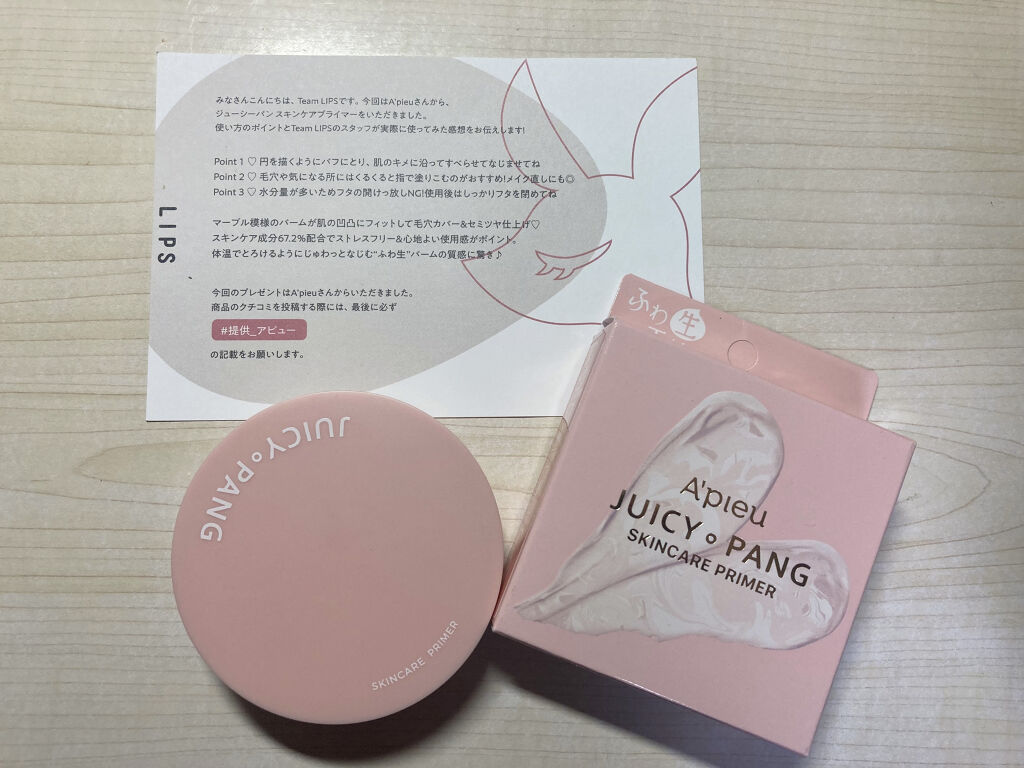 みなさんこんにちは、Team LIPSです。今回はA'pieuさんから、
ジューシーパン スキンケアプライマーをいただきました。
使い方のポイントとTeam LIPSのスタッフが実際に使ってみた感想をお伝えします!
Point 1 ♡ 円を描くようにパフにとり、肌のキメに沿ってすべらせてなじませてね
Point 2 ♡ 毛穴や気になる所にはくるくると指で塗りこむのがおすすめ!メイク直しにも◎
Point 3 ♡ 水分量が多いためフタの開けっ放しNG!使用後はしっかりフタを閉めてね
マーブル模様のバームが肌の凹凸にフィットして毛穴カバー&セミツヤ仕上げ♡
スキンケア成分67.2%配合でストレスフリー&心地よい使用感がポイント。
体温でとろけるようにじゅわっとなじむ“ふわ生”バームの質感に驚き♪
今回のプレゼントはA'pieuさんからいただきました。
商品のクチコミを投稿する際には、最後に必ず
#提供_アピュー
の記載をお願いします。
LIPS
ふわ生
A'pieu
JUICY PANG
SKINCARE PRIMER
JUICY PANG
SKINCARE PRIMER